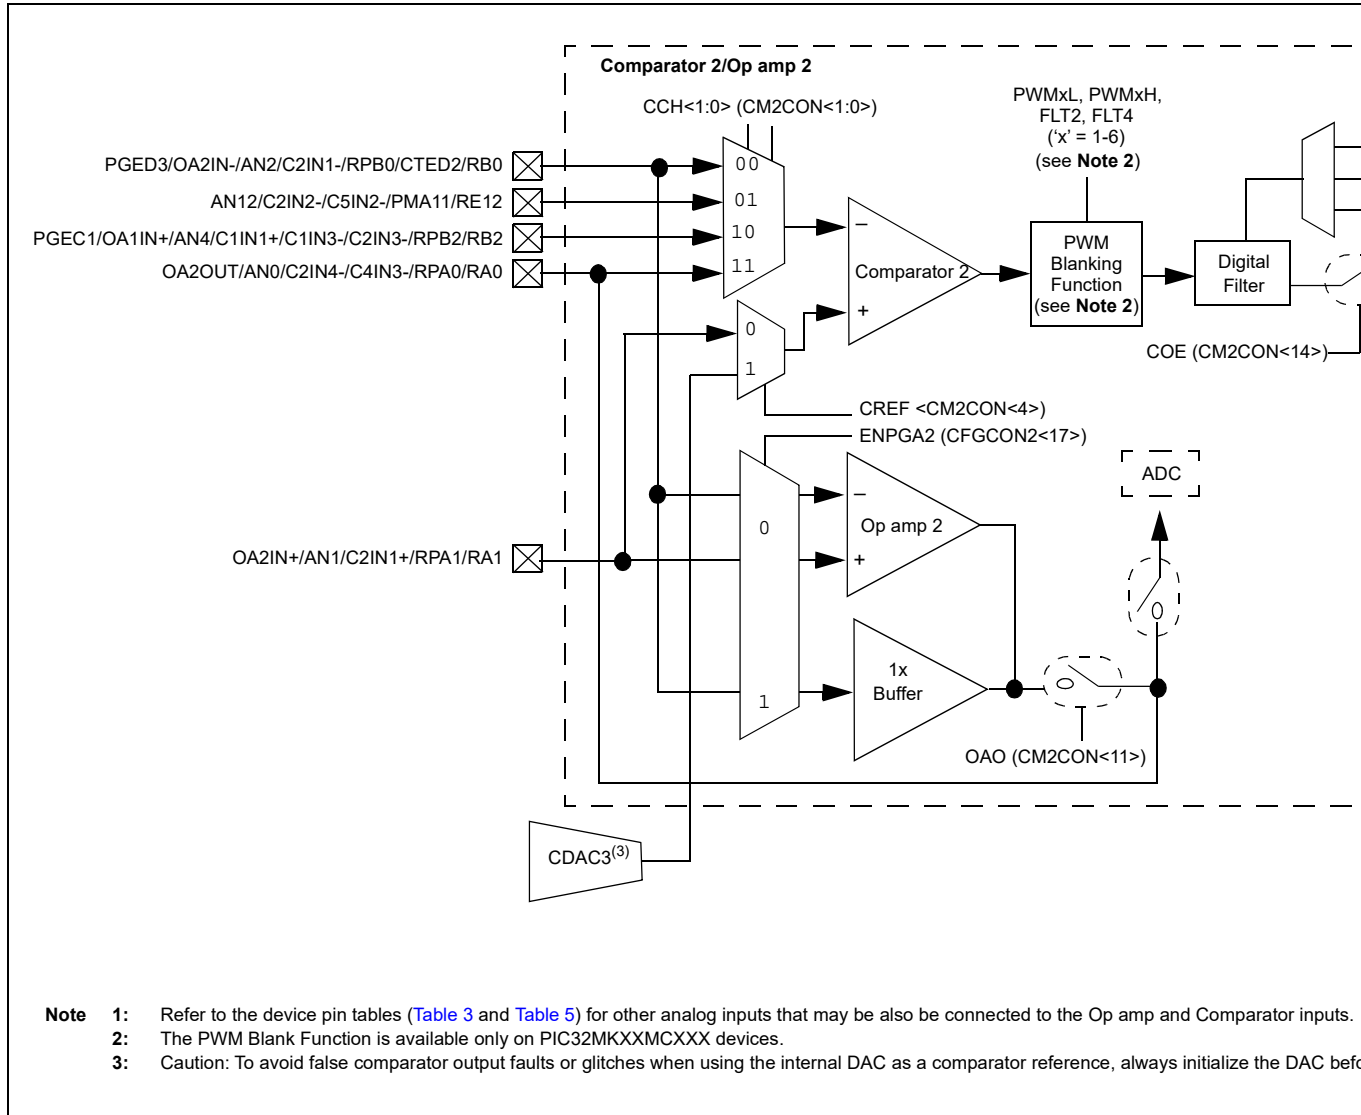 Comparator 2/Op amp 2
CCH<1:0> (CM2CON<1:0>)
PWMxL, PWMxH,
FLT2, FLT4
('x' = 1-6)
(see Note 2)
PGED3/OA2IN-/AN2/C2IN1-/RPB0/CTED2/RB0
00
AN12/C2IN2-/C5IN2-/PMA11/RE12
01
PGEC1/OA1IN+/AN4/C1IN1+/C1IN3-/C2IN3-/RPB2/RB2
10
OA2OUT/AN0/C2IN4-/C4IN3-/RPA0/RA0
11
–
Comparator 2
+
PWM
Blanking
Function
(see Note 2)
Digital
Filter
0
1
COE (CM2CON<14>)
CREF <CM2CON<4>)
ENPGA2 (CFGCON2<17>)
ADC
–
Op amp 2
+
0
OA2IN+/AN1/C2IN1+/RPA1/RA1
1x
Buffer
1
OAO (CM2CON<11>)
CDAC3(3)
Note 1: Refer to the device pin tables (Table 3 and Table 5) for other analog inputs that may be also be connected to the Op amp and Comparator inputs.
2: The PWM Blank Function is available only on PIC32MKXXMCXXX devices.
3: Caution: To avoid false comparator output faults or glitches when using the internal DAC as a comparator reference, always initialize the DAC befo